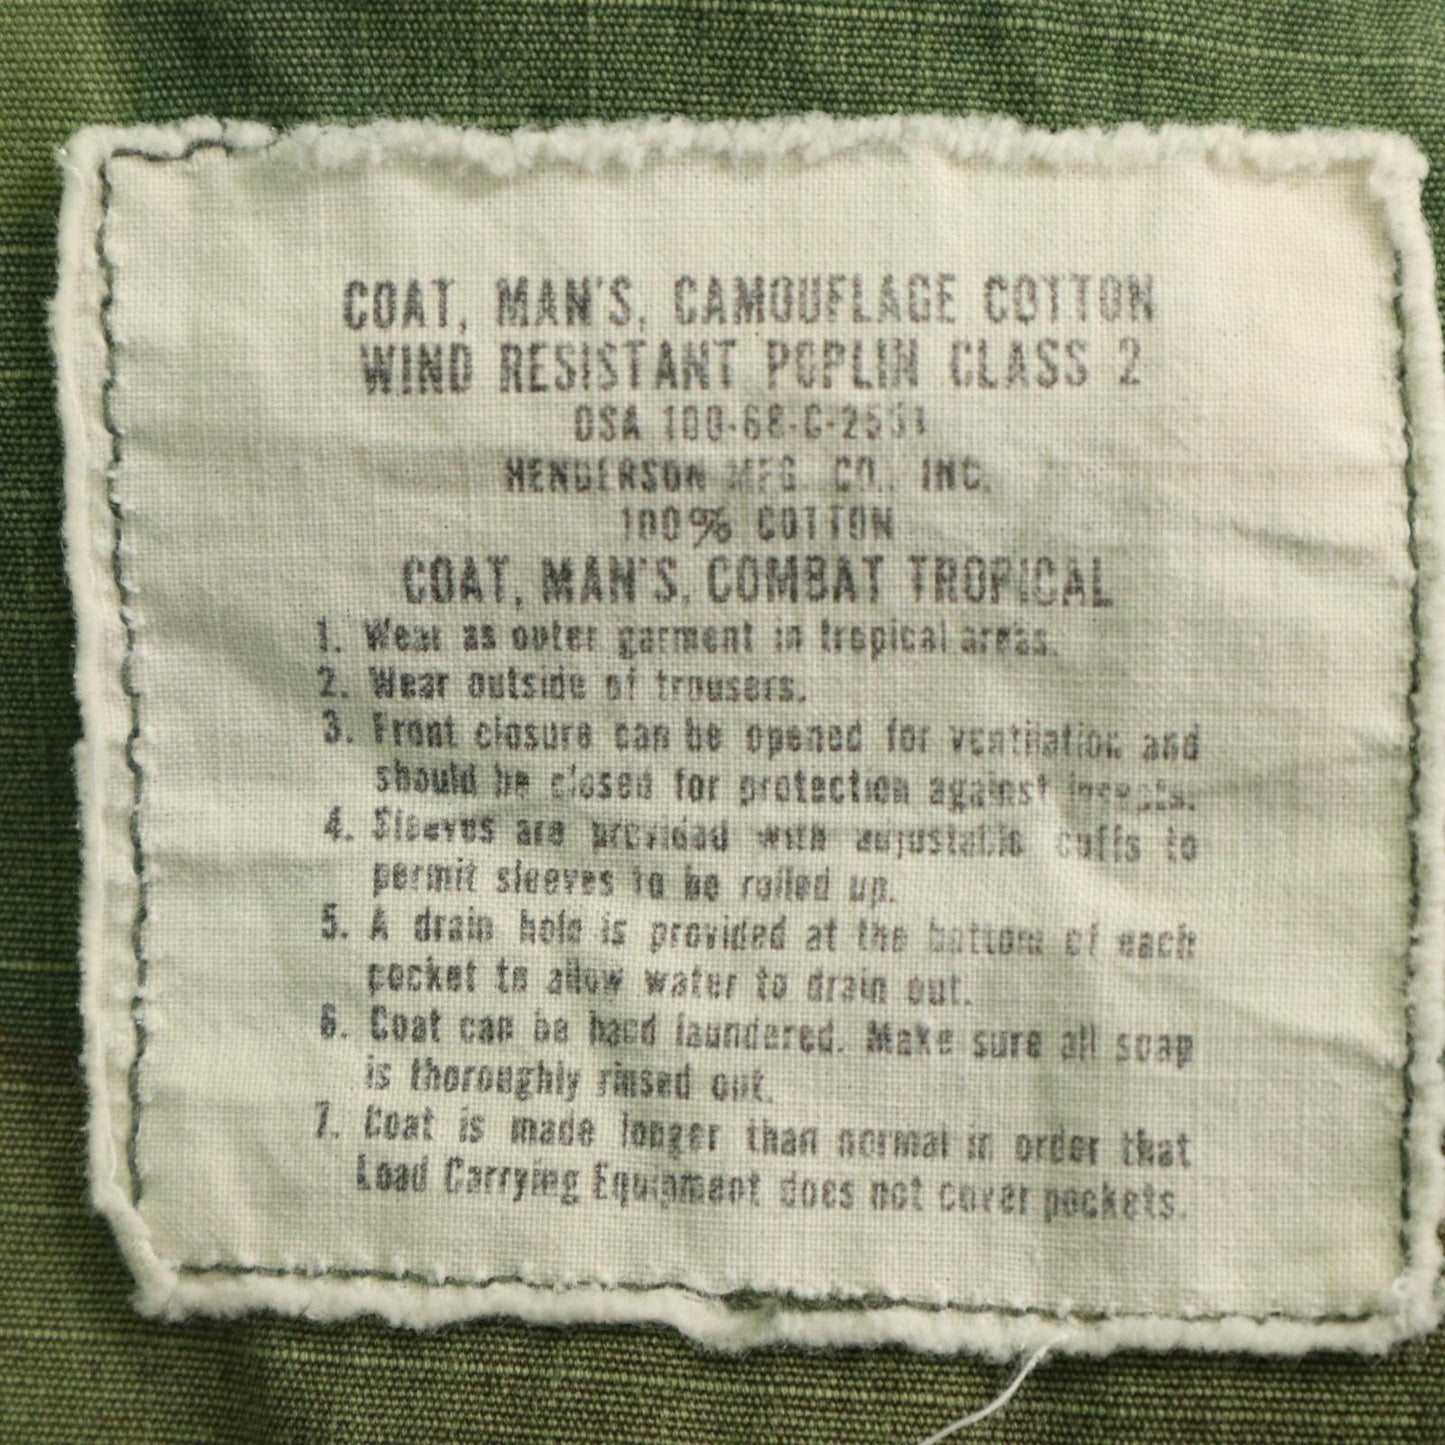 COAT, MAN'S, CAMOUFLAGE COTTON
WIND RESISTANT POPLIN CLASS 2
DSA 100-68-C-2551
HENDERSON MFG. CO., INC.
100% COTTON
COAT, MAN'S, COMBAT TROPICAL
1. Wear as outer garment in tropical areas.
2. Wear outside of trousers.
3. Front closure can be opened for ventilation and
should be closed for protection against insects.
4. Sleeves are provided with adjustable cuffs to
permit sleeves to be rolled up.
5. A drain hole is provided at the bottom of each
pocket to allow water to drain out.
6. Coat can be hand laundered. Make sure all soap
is thoroughly rinsed out.
7. Coat is made longer than normal in order that
Load Carrying Equipment does not cover pockets.